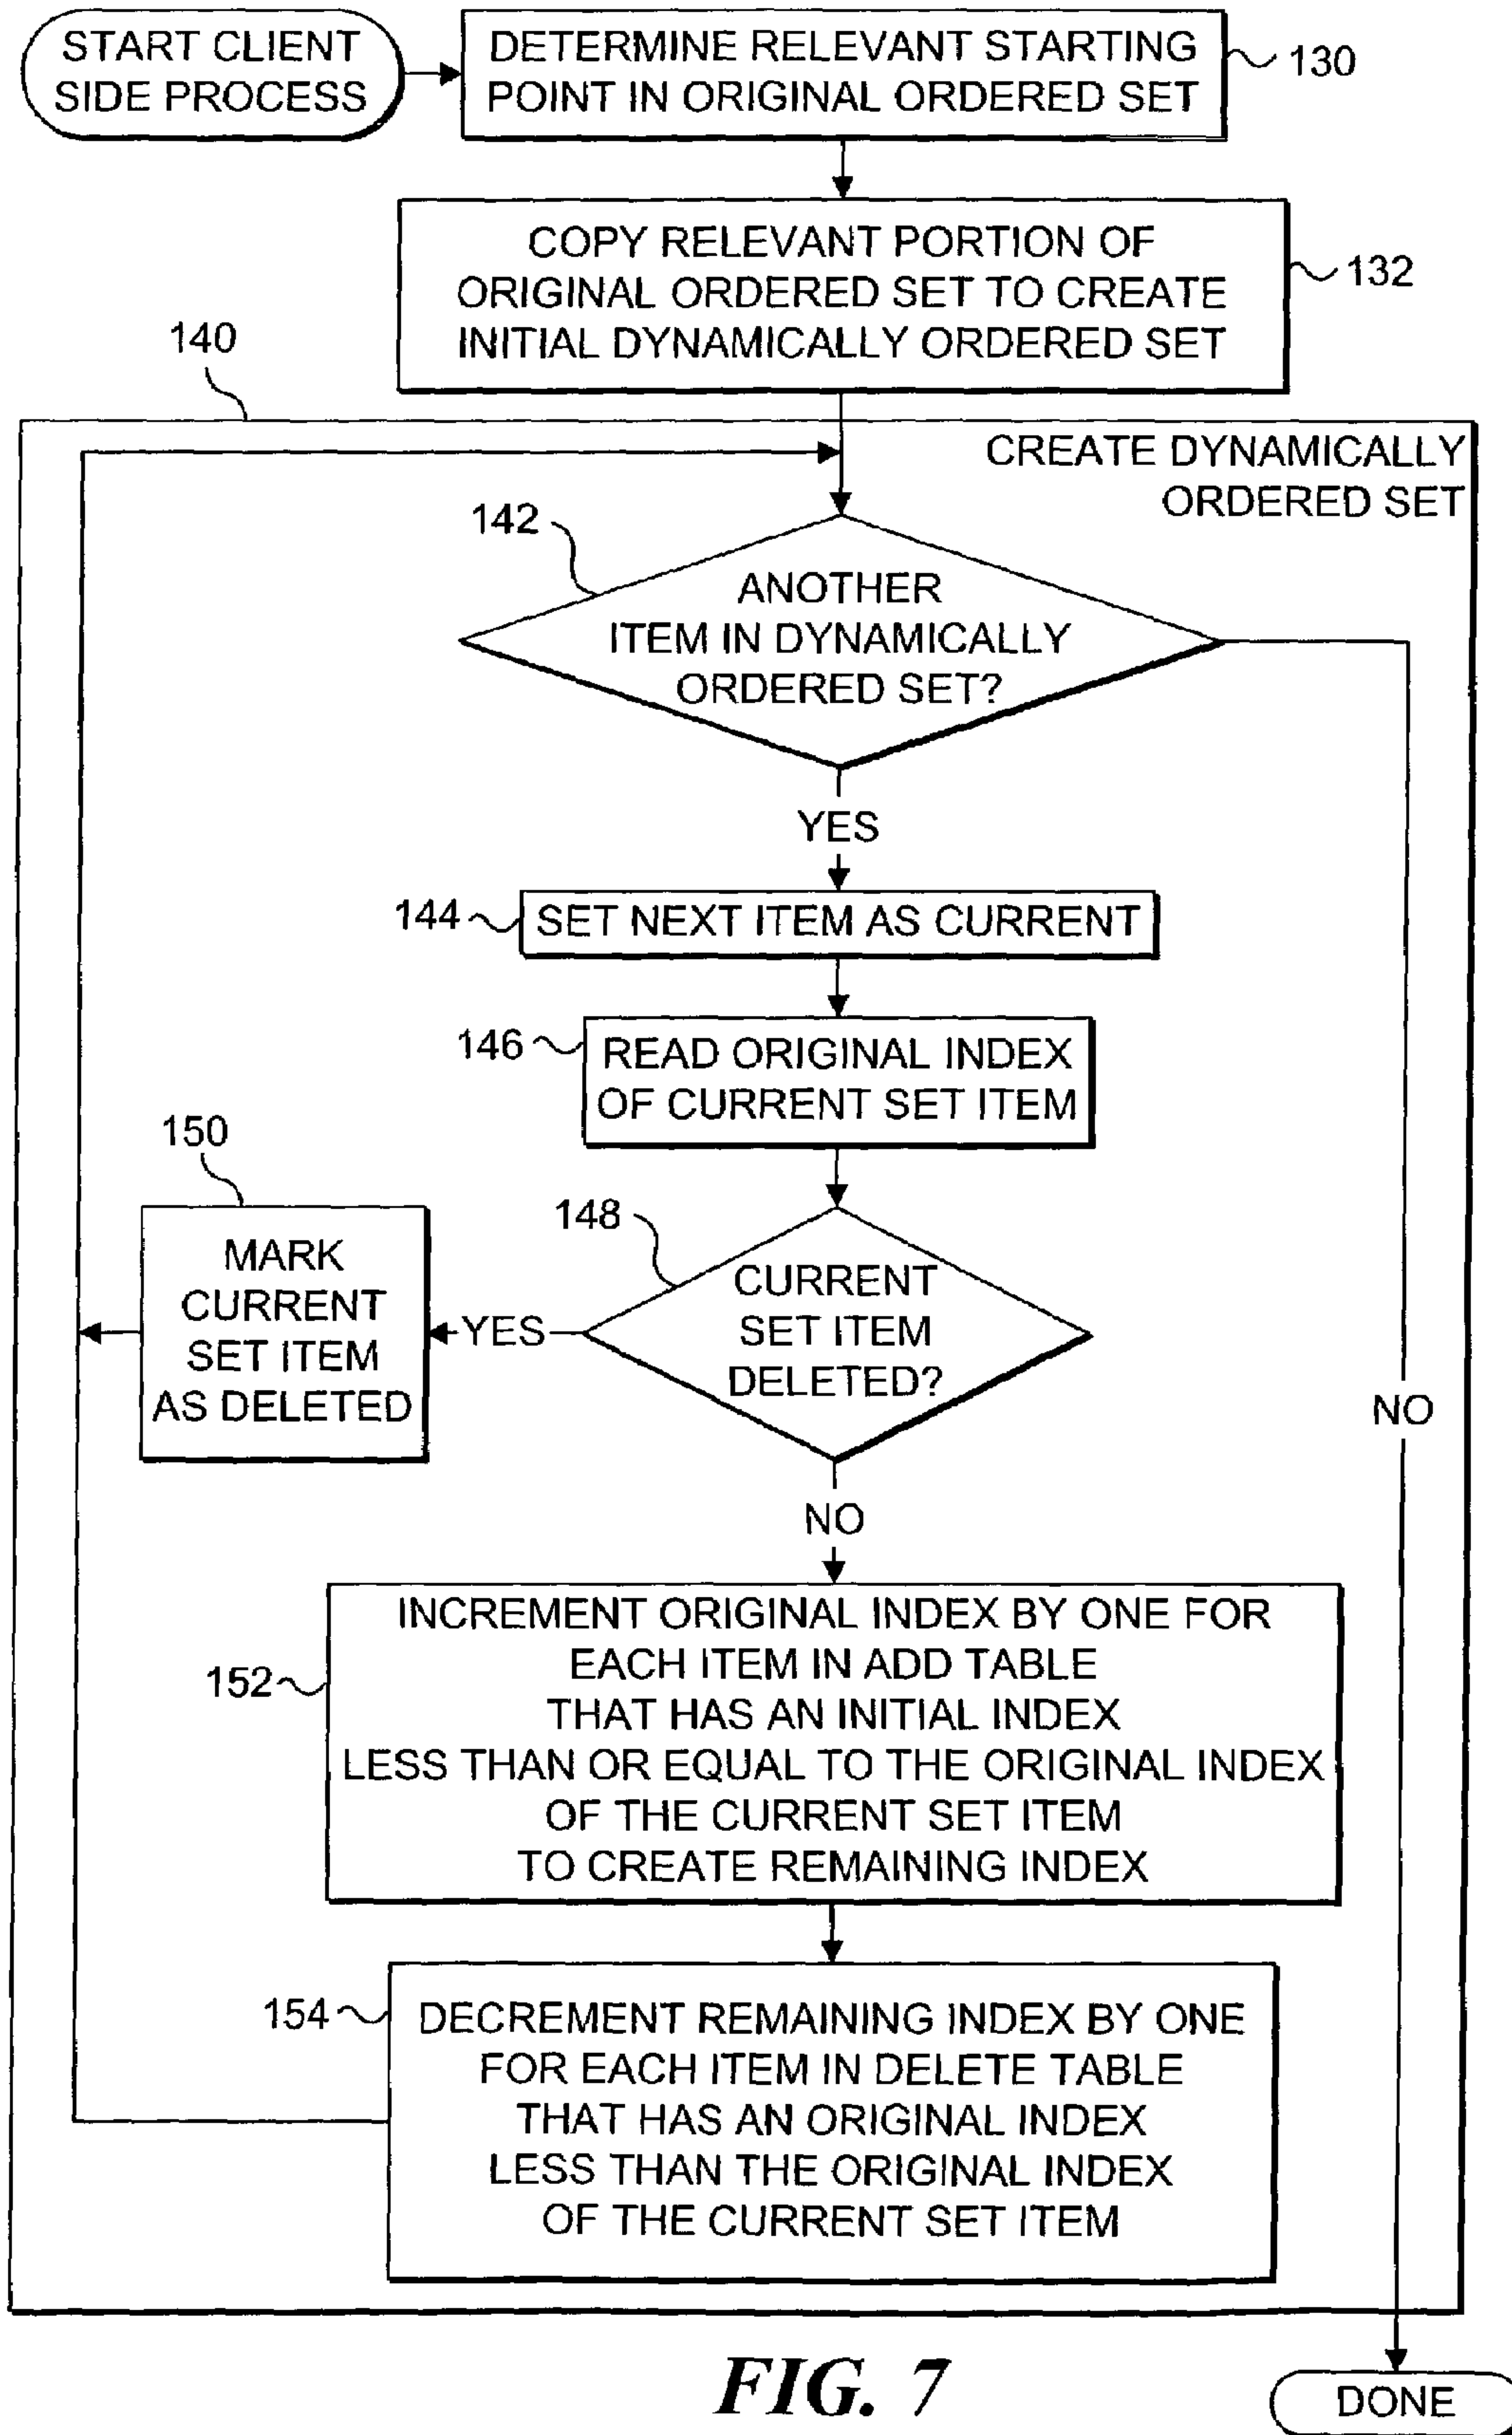 START CLIENT
SIDE PROCESS
DETERMINE RELEVANT STARTING
POINT IN ORIGINAL ORDERED SET
130
COPY RELEVANT PORTION OF
ORIGINAL ORDERED SET TO CREATE
INITIAL DYNAMICALLY ORDERED SET
132
140
CREATE DYNAMICALLY
ORDERED SET
142
ANOTHER
ITEM IN DYNAMICALLY
ORDERED SET?
YES
144
SET NEXT ITEM AS CURRENT
146
READ ORIGINAL INDEX
OF CURRENT SET ITEM
150
MARK
CURRENT
SET ITEM
AS DELETED
YES
148
CURRENT
SET ITEM
DELETED?
NO
NO
152
INCREMENT ORIGINAL INDEX BY ONE FOR
EACH ITEM IN ADD TABLE
THAT HAS AN INITIAL INDEX
LESS THAN OR EQUAL TO THE ORIGINAL INDEX
OF THE CURRENT SET ITEM
TO CREATE REMAINING INDEX
154
DECREMENT REMAINING INDEX BY ONE
FOR EACH ITEM IN DELETE TABLE
THAT HAS AN ORIGINAL INDEX
LESS THAN THE ORIGINAL INDEX
OF THE CURRENT SET ITEM
FIG. 7
DONE